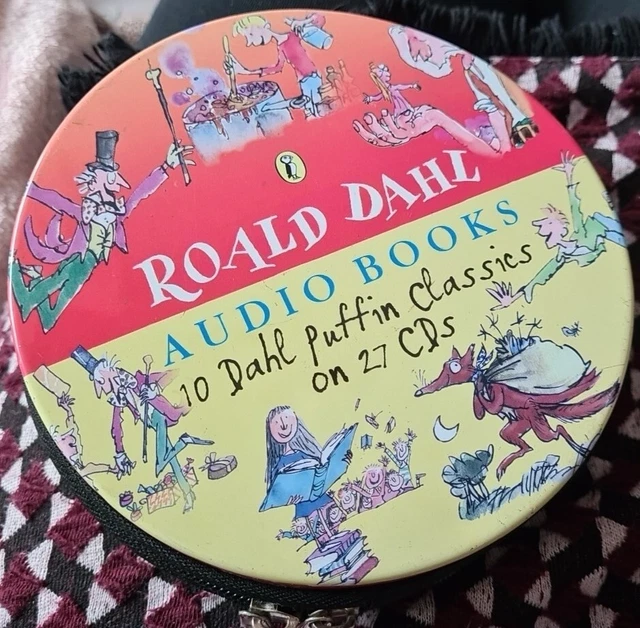 ROALD DAHL
AUDIO BOOKS
10 Dahl Puffin Classics
on 27 CDs